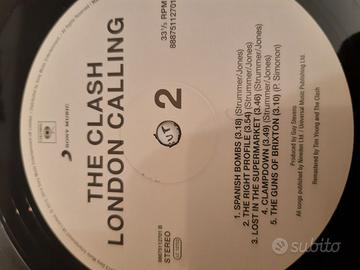 33⅓ RPM
88875112701
SONY MUSIC
THE CLASH
LONDON CALLING
2
1. SPANISH BOMBS (3.18) (Strummer/Jones)
2. THE RIGHT PROFILE (3.54) (Strummer/Jones)
3. LOST IN THE SUPERMARKET (3.46) (Strummer/Jones)
4. CLAMPDOWN (3.49) (Strummer/Jones)
5. THE GUNS OF BRIXTON (3.10) (P. Simonon)
Produced by Guy Stevens
All songs published by Nineden Ltd / Universal Music Publishing Ltd.
Remastered by Tim Young and The Clash
88875112701 B
STEREO
subito